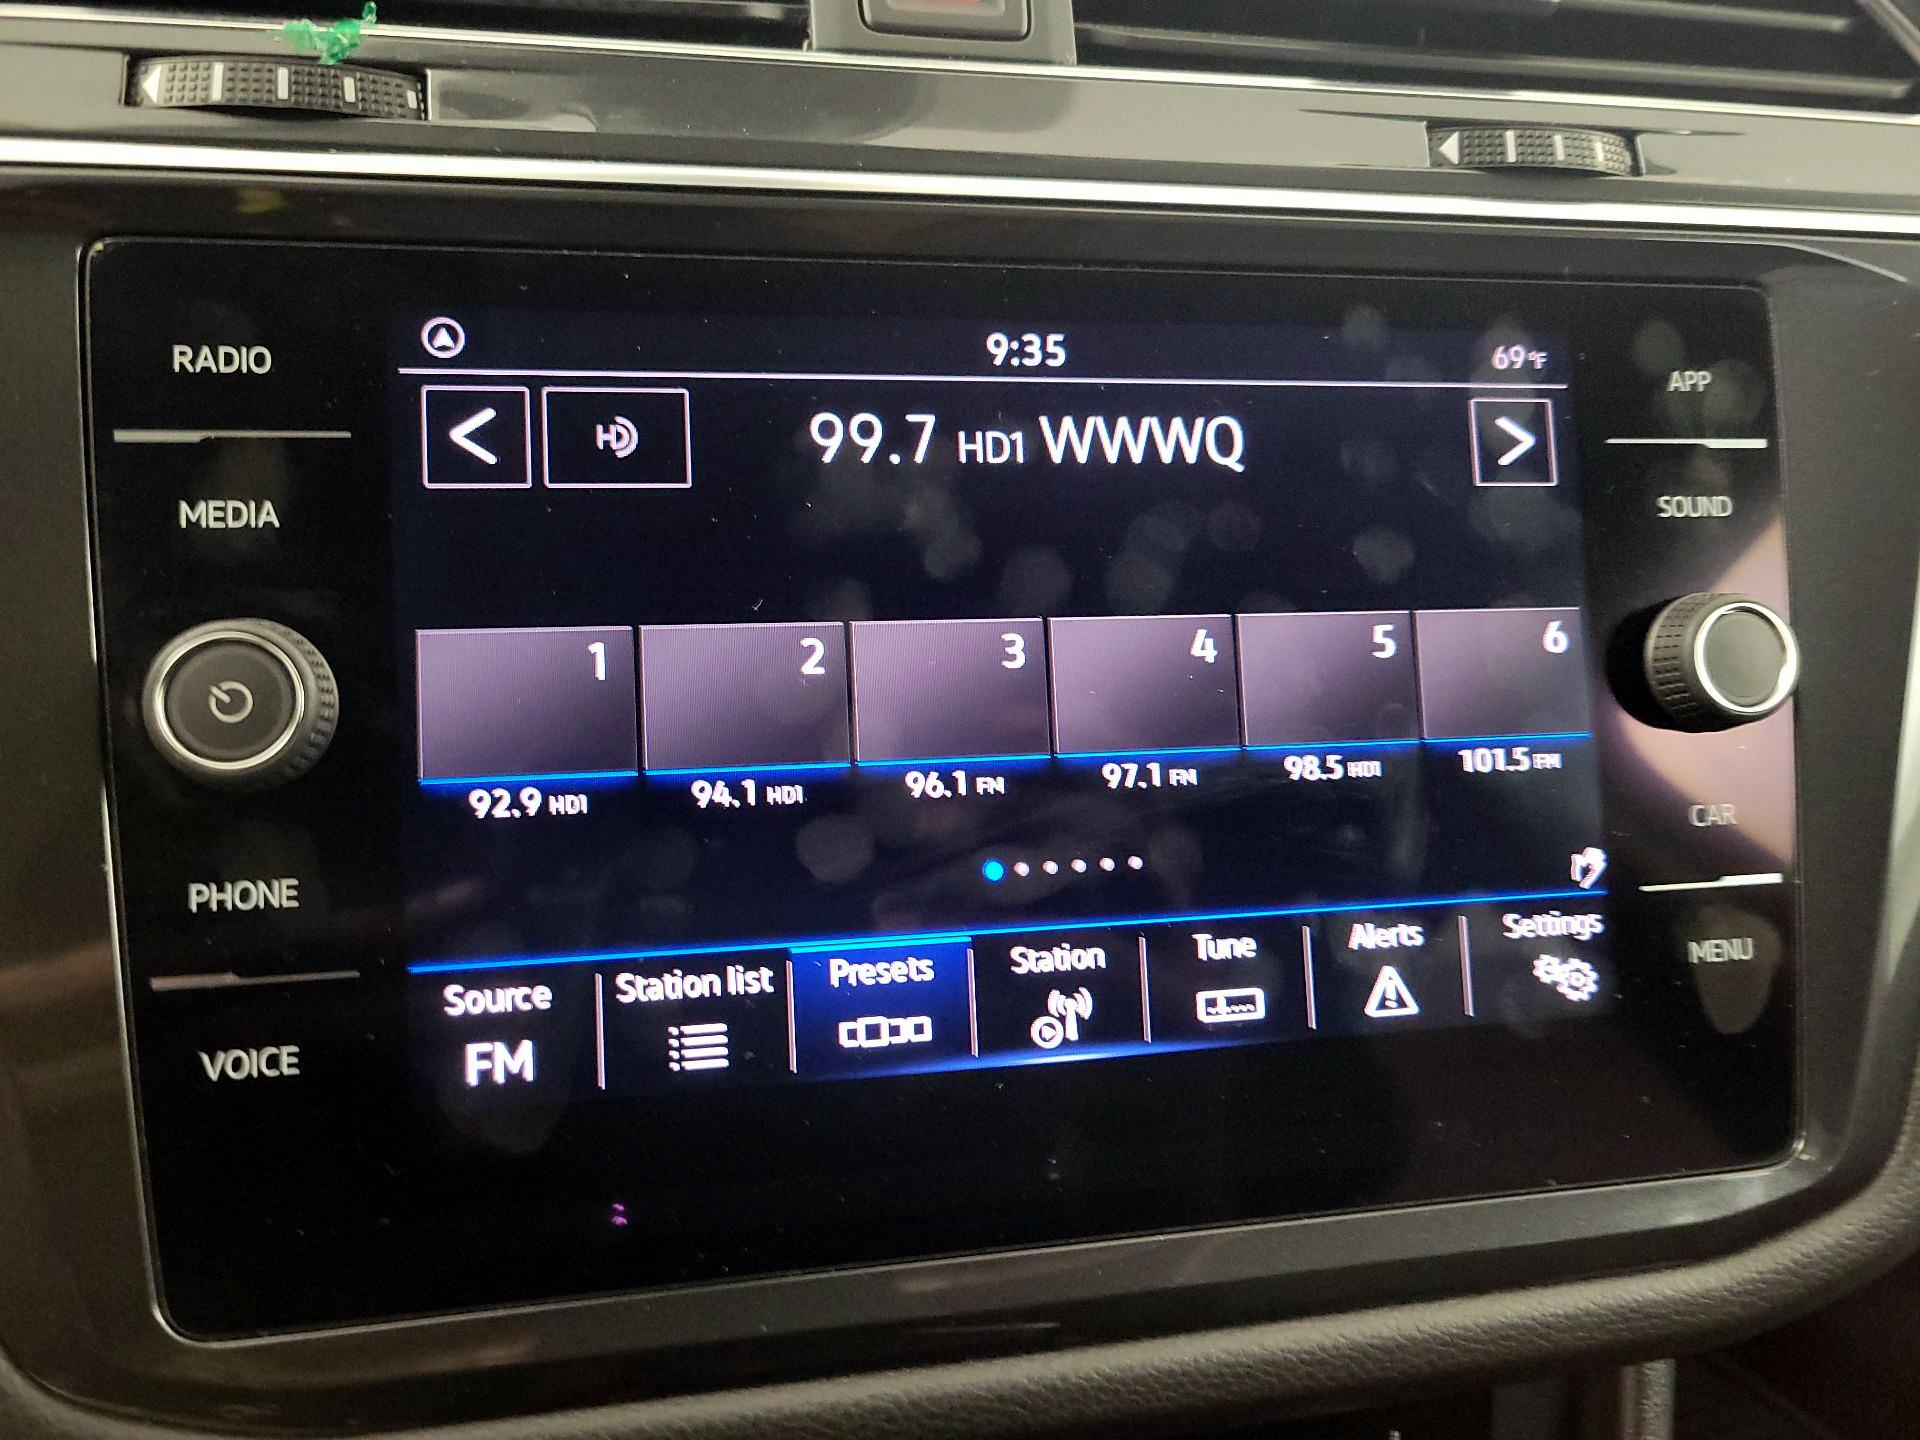 9:35
69°F
RADIO
APP
HD
99.7 HD1 WWWQ
MEDIA
SOUND
1
2
3
4
5
6
92.9 HD1
94.1 HD1
96.1 FM
97.1 FM
98.5 HD1
101.5 FM
CAR
PHONE
Source
Station list
Presets
Station
Tune
Alerts
Settings
MENU
FM
VOICE